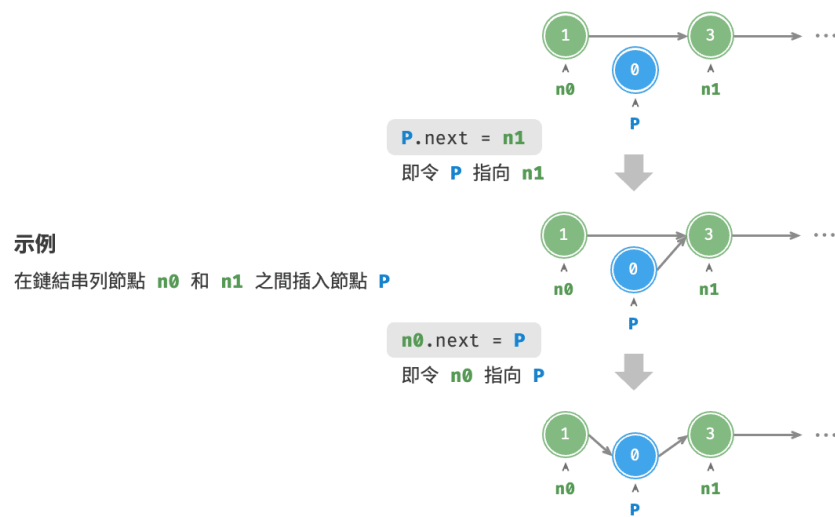 示例
在鏈結串列節點 n0 和 n1 之間插入節點 P
1 3 ...
0
n0 n1
P
P.next = n1
即令 P 指向 n1
1 3 ...
0
n0 n1
P
n0.next = P
即令 n0 指向 P
1 3 ...
0
n0 n1
P